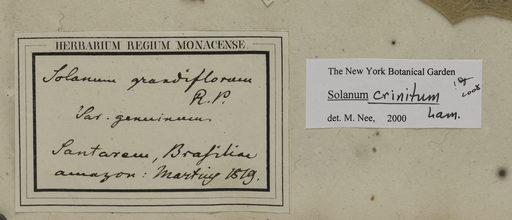 HERBARIUM REGIUM MONACENSE.
Solanum grandiflorum
R.P.
Var. genuinum
Santarem, Brasiliae
amazon: Martius 1819.
The New York Botanical Garden
Solanum crinitum
Lam.
det. M. Nee, 2000